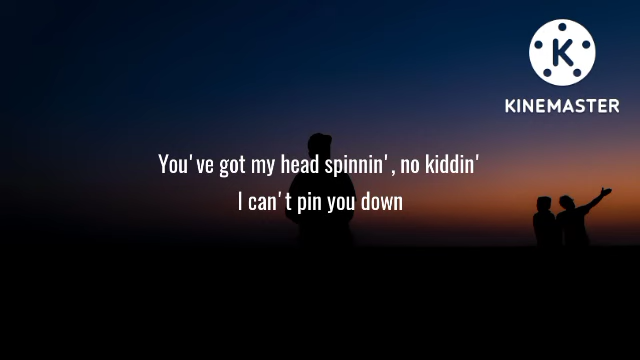 K
KINEMASTER
You've got my head spinnin', no kiddin'
I can't pin you down